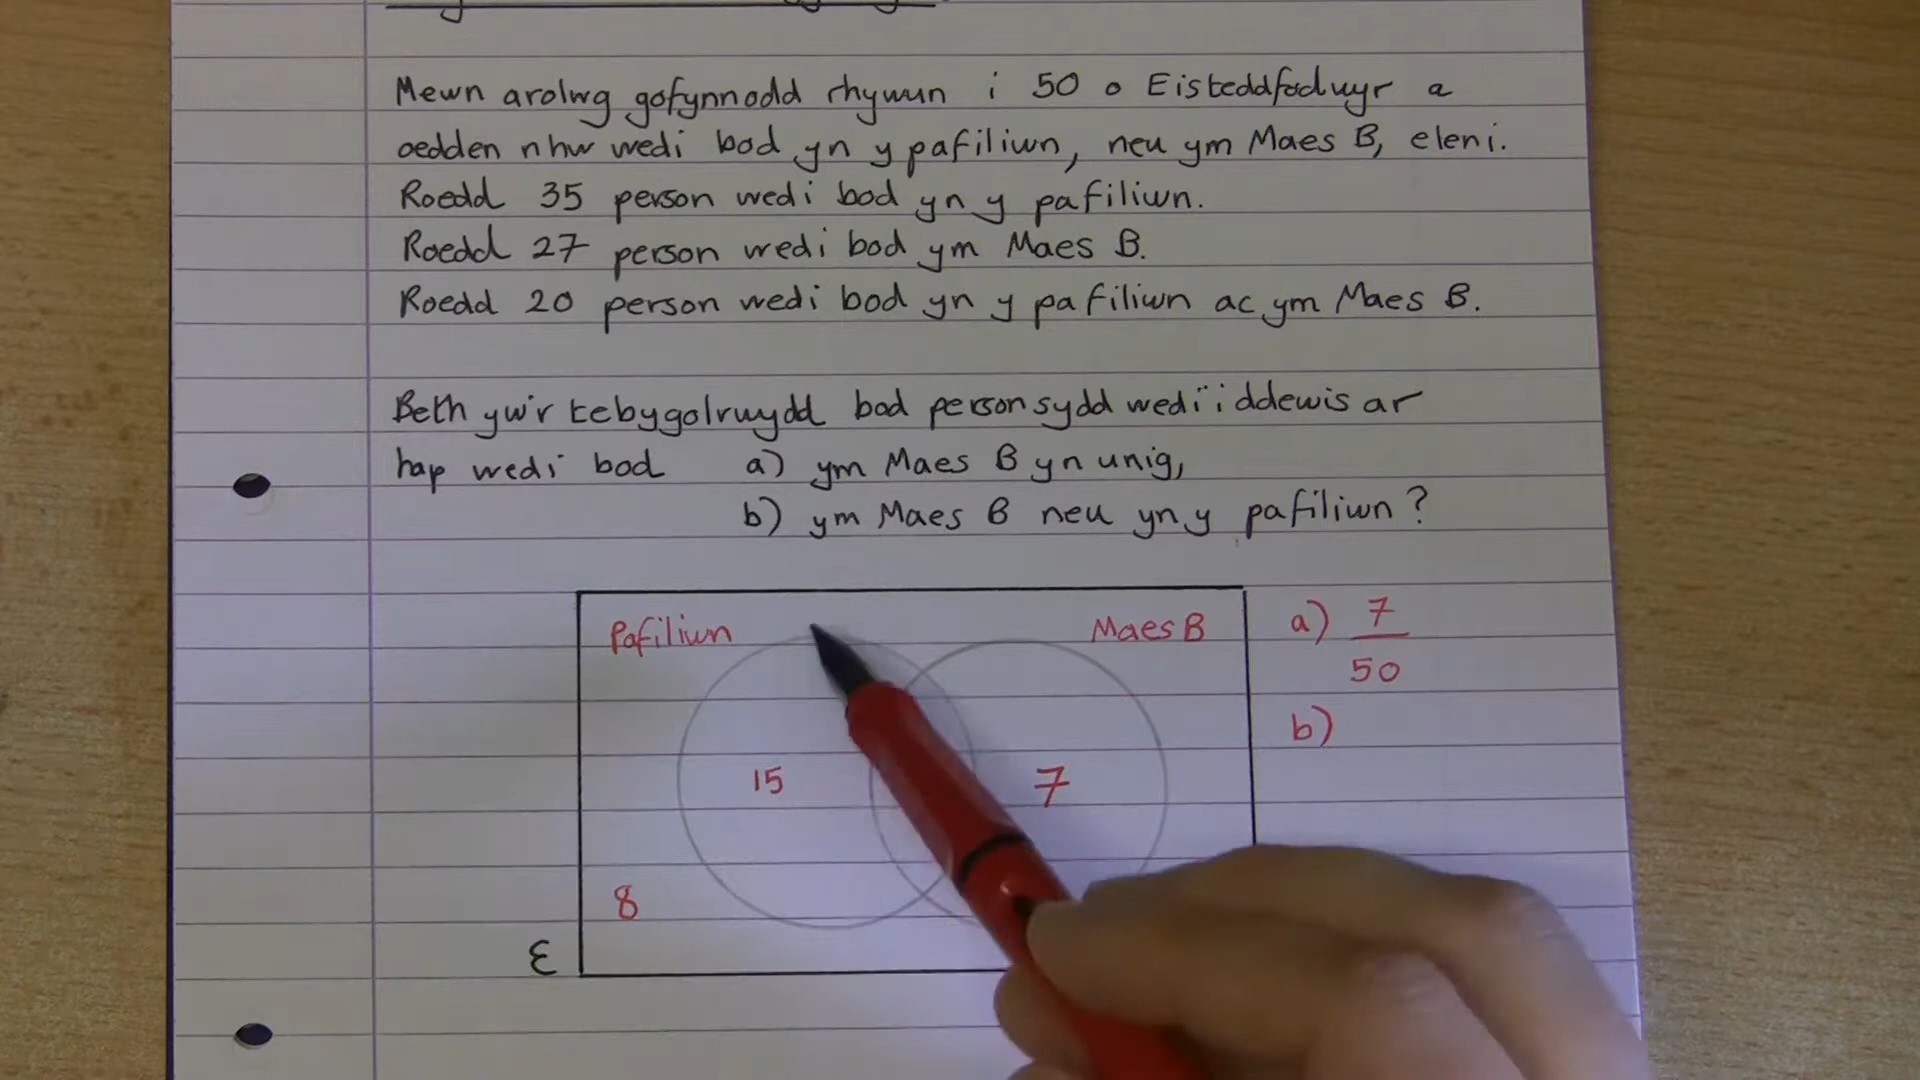 Mewn arolwg gofynnodd rhywun i 50 o Eisteddfodwyr a
oedden nhw wedi bod yn y pafiliwn, neu ym Maes B, eleni.
Roedd 35 person wedi bod yn y pafiliwn.
Roedd 27 person wedi bod ym Maes B.
Roedd 20 person wedi bod yn y pafiliwn ac ym Maes B.
Beth yw'r tebygolrwydd bod person sydd wedi'i ddewis ar
hap wedi bod a) ym Maes B yn unig,
b) ym Maes B neu yn y pafiliwn?
Pafiliwn Maes B
15 7
8
ε
a) 7
50
b)